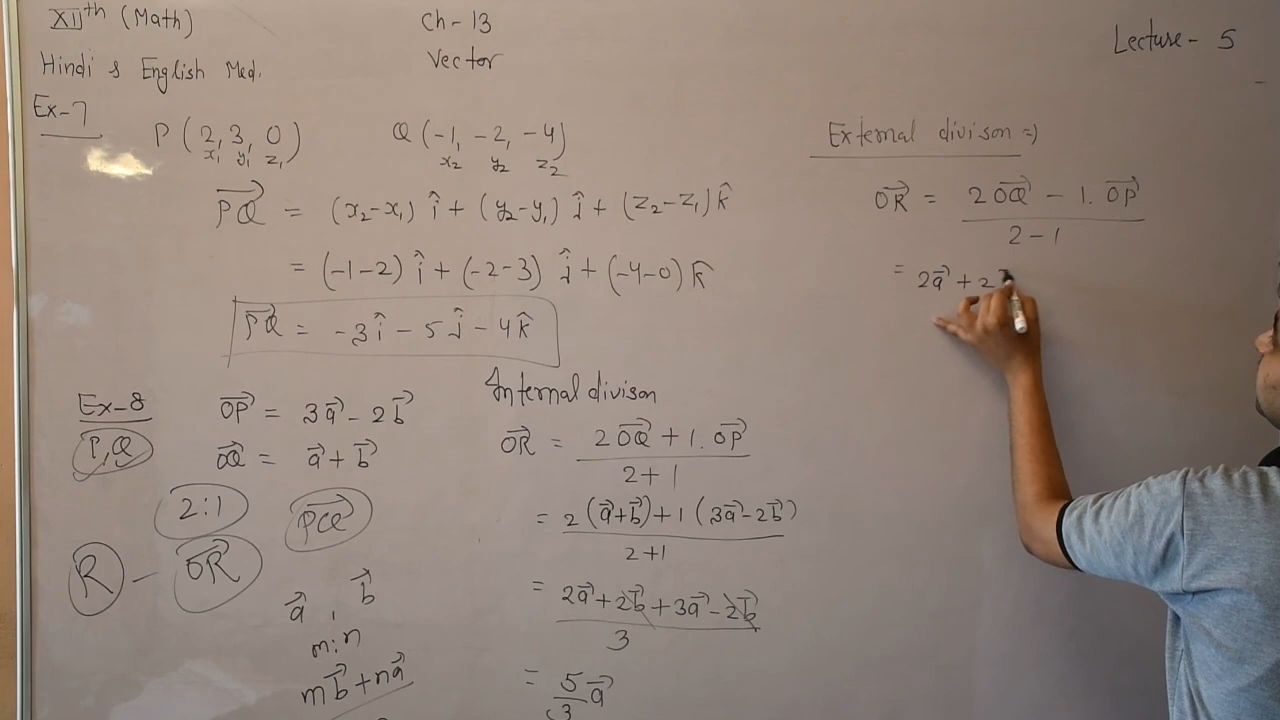 XIIth (Math)
Ch-13
Lecture- 5
Hindi & English Med.
Vector
Ex-7
P(2, 3, 0)
x₁ y₁ z₁
Q(-1, -2, -4)
x₂ y₂ z₂
PQ⃗ = (x₂-x₁) î + (y₂-y₁) ĵ + (z₂-z₁) k̂
= (-1-2) î + (-2-3) ĵ + (-4-0) k̂
PQ⃗ = -3î - 5ĵ - 4k̂
Ex-8
P,Q
OP⃗ = 3a⃗ - 2b⃗
OQ⃗ = a⃗ + b⃗
2:1
PQ⃗
R - OR⃗
a⃗ , b⃗
m:n
mb⃗ + na⃗
Internal divison
OR⃗ = 2OQ⃗ + 1. OP⃗
2+1
= 2(a⃗+b⃗)+1(3a⃗-2b⃗)
2+1
= 2a⃗+2b⃗+3a⃗-2b⃗
3
= 5/3 a⃗
External divison =)
OR⃗ = 2OQ⃗ - 1. OP⃗
2-1
= 2a⃗ + 2